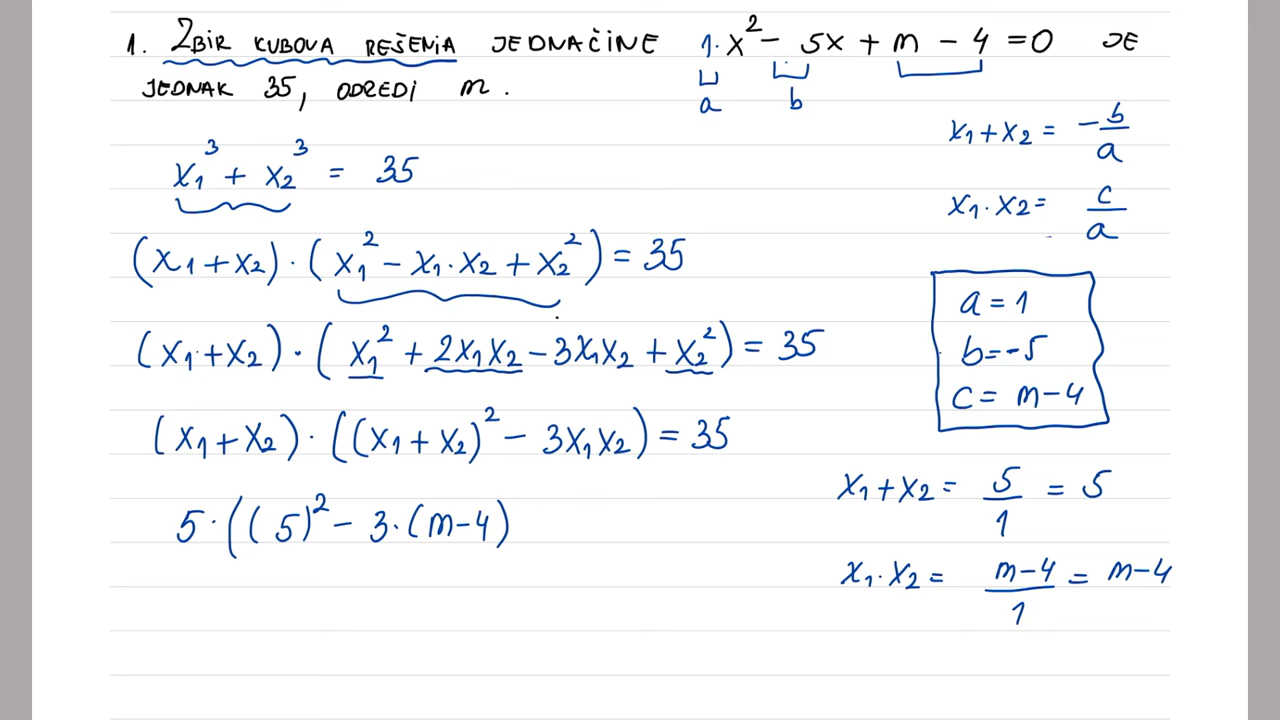 1. ZBIR KUBOVA REŠENJA JEDNAČINE 1·x² - 5x + m - 4 = 0 JE
a b
JEDNAK 35, ODREDI m.
x₁ + x₂ = -b/a
x₁³ + x₂³ = 35
x₁·x₂ = c/a
(x₁+x₂)·(x₁² - x₁·x₂ + x₂²) = 35
a = 1
(x₁+x₂)·(x₁² + 2x₁x₂ - 3x₁x₂ + x₂²) = 35
b = -5
c = m-4
(x₁+x₂)·((x₁+x₂)² - 3x₁x₂) = 35
x₁+x₂ = 5/1 = 5
5·((5)² - 3·(m-4)
x₁·x₂ = m-4/1 = m-4